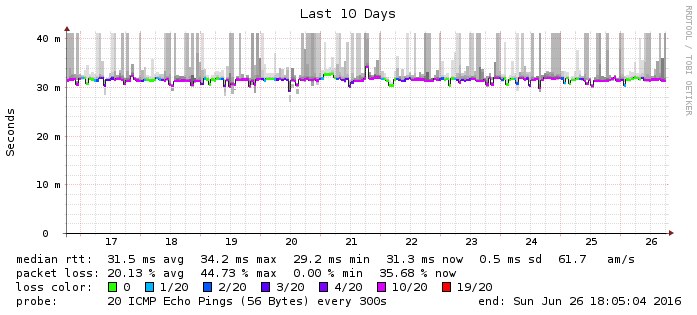 Last 10 Days
RRDTOOL / TOBI OETIKER
Seconds
40 m
30 m
20 m
10 m
0
17 18 19 20 21 22 23 24 25 26
median rtt: 31.5 ms avg 34.2 ms max 29.2 ms min 31.3 ms now 0.5 ms sd 61.7 am/s
packet loss: 20.13 % avg 44.73 % max 0.00 % min 35.68 % now
loss color: 0 1/20 2/20 3/20 4/20 10/20 19/20
probe: 20 ICMP Echo Pings (56 Bytes) every 300s end: Sun Jun 26 18:05:04 2016